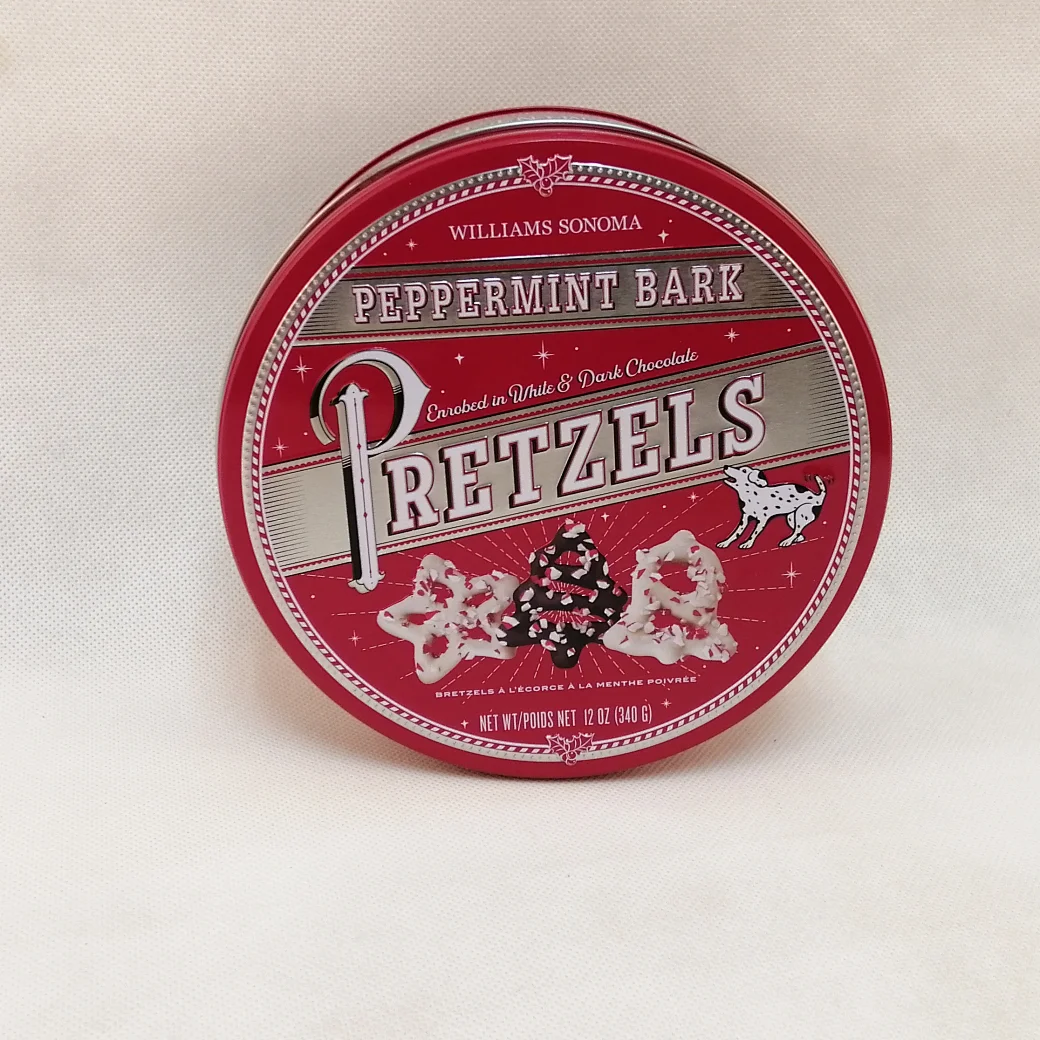 WILLIAMS SONOMA
PEPPERMINT BARK
Enrobed in White & Dark Chocolate
PRETZELS
BRETZELS À L'ÉCORCE À LA MENTHE POIVRÉE
NET WT/POIDS NET 12 OZ (340 G)